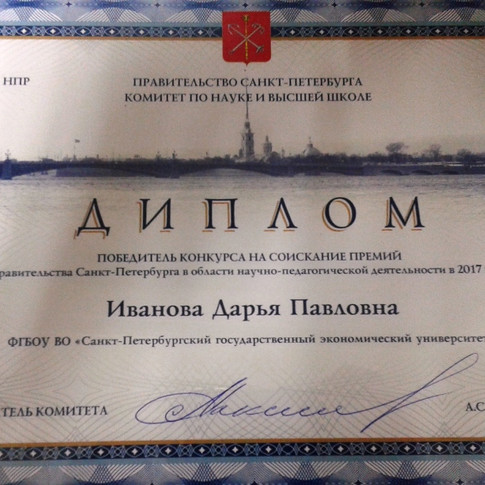 НПР
ПРАВИТЕЛЬСТВО САНКТ-ПЕТЕРБУРГА
КОМИТЕТ ПО НАУКЕ И ВЫСШЕЙ ШКОЛЕ
ДИПЛОМ
ПОБЕДИТЕЛЬ КОНКУРСА НА СОИСКАНИЕ ПРЕМИЙ
равительства Санкт-Петербурга в области научно-педагогической деятельности в 2017
Иванова Дарья Павловна
ФГБОУ ВО «Санкт-Петербургский государственный экономический университе
ТЕЛЬ КОМИТЕТА
А.С